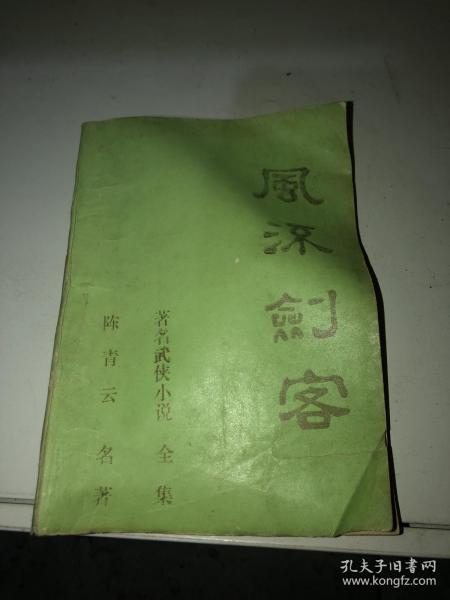 風流劍客
著名武侠小说 全集
陈青云 名著
孔夫子旧书网
www.kongfz.com